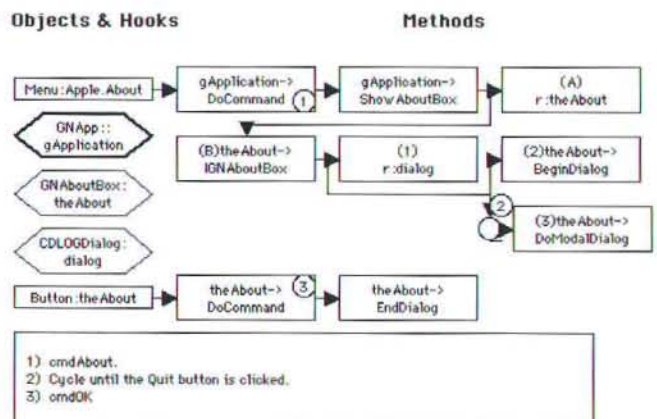 Objects & Hooks
Methods
Menu:Apple.About
gApplication->
DoCommand
1
gApplication->
ShowAboutBox
(A)
r:theAbout
GNApp::
gApplication
(B)theAbout->
IGNAboutBox
(1)
r:dialog
(2)theAbout->
BeginDialog
GNAboutBox:
theAbout
2
(3)theAbout->
DoModalDialog
CDLOGDialog:
dialog
Button:theAbout
theAbout->
DoCommand
3
theAbout->
EndDialog
1) cmdAbout.
2) Cycle until the Quit button is clicked.
3) cmdOK